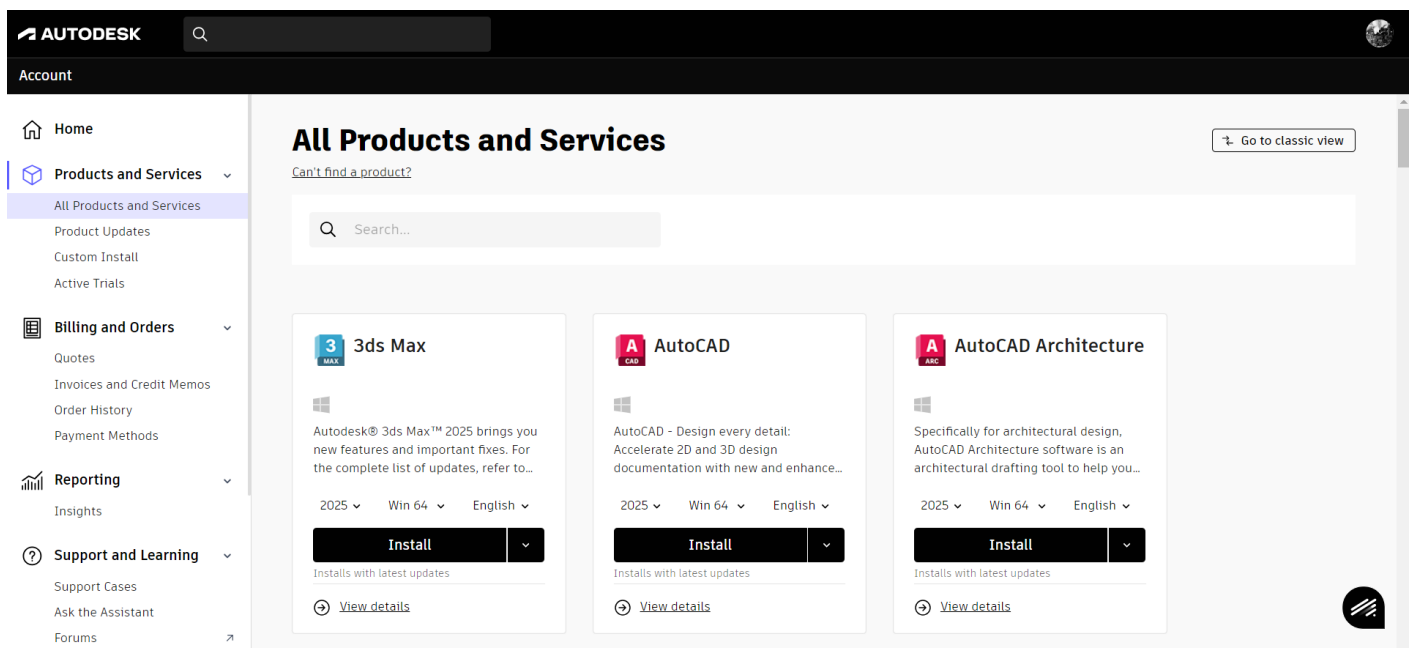 AUTODESK
Account
Home
Products and Services
All Products and Services
Product Updates
Custom Install
Active Trials
Billing and Orders
Quotes
Invoices and Credit Memos
Order History
Payment Methods
Reporting
Insights
Support and Learning
Support Cases
Ask the Assistant
Forums
All Products and Services
Go to classic view
Can't find a product?
Search...
3 MAX
3ds Max
Autodesk® 3ds Max™ 2025 brings you
new features and important fixes. For
the complete list of updates, refer to...
2025 Win 64 English
Install
Installs with latest updates
View details
A CAD
AutoCAD
AutoCAD - Design every detail:
Accelerate 2D and 3D design
documentation with new and enhance...
2025 Win 64 English
Install
Installs with latest updates
View details
A ARC
AutoCAD Architecture
Specifically for architectural design,
AutoCAD Architecture software is an
architectural drafting tool to help you...
2025 Win 64 English
Install
Installs with latest updates
View details